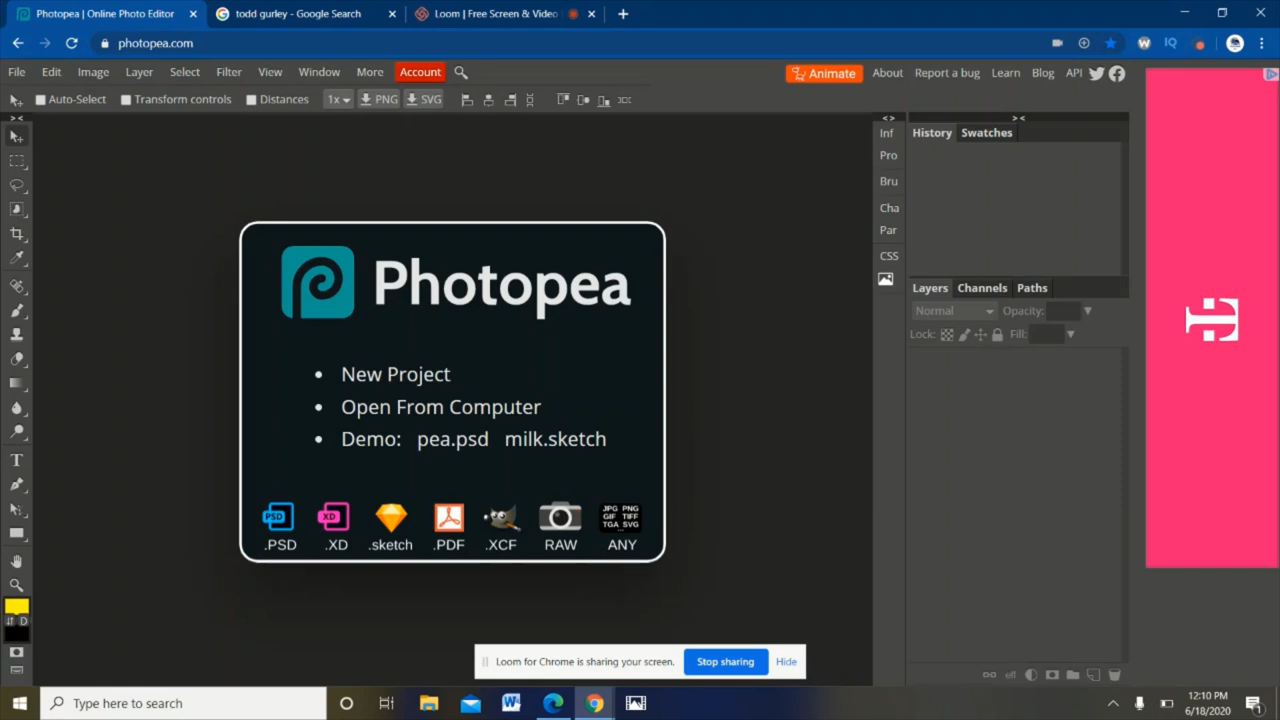 Photopea | Online Photo Editor
todd gurley - Google Search
Loom | Free Screen & Video
photopea.com
IQ
File Edit Image Layer Select Filter View Window More Account
Animate About Report a bug Learn Blog API
Auto-Select Transform controls Distances 1x PNG SVG
Inf
Pro
Bru
Cha
Par
CSS
History Swatches
Layers Channels Paths
Normal Opacity:
Lock: Fill:
Photopea
New Project
Open From Computer
Demo: pea.psd milk.sketch
PSD XD JPG PNG
GIF TIFF
TGA SVG
.PSD .XD .sketch .PDF .XCF RAW ANY
T
D
Loom for Chrome is sharing your screen. Stop sharing Hide
Type here to search
12:10 PM
6/18/2020
1